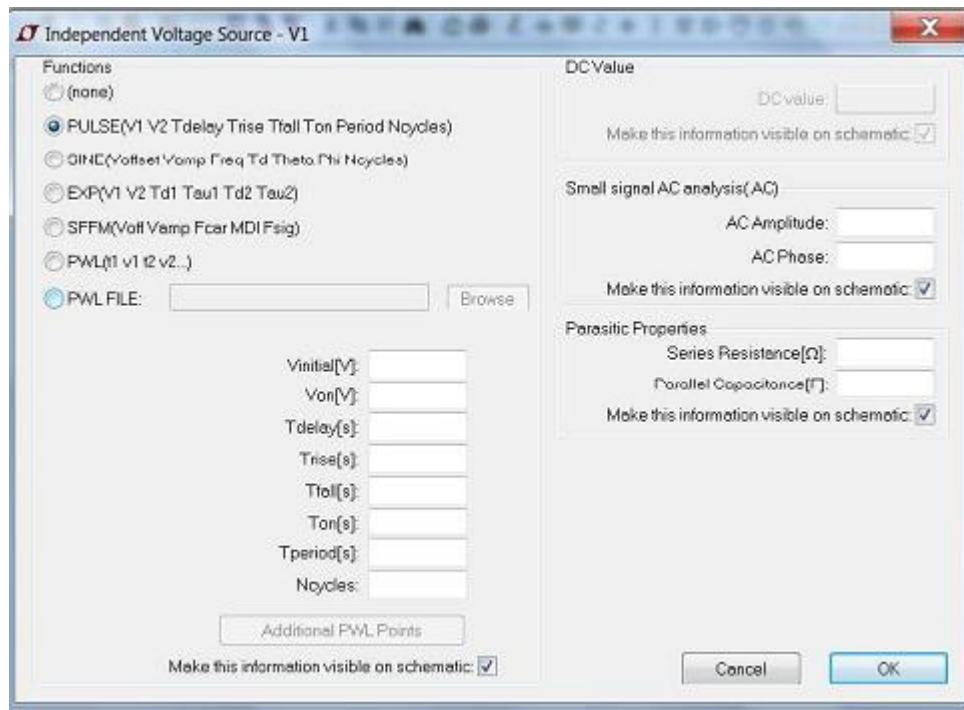 Independent Voltage Source - V1
Functions
(none)
PULSE(V1 V2 Tdelay Trise Tfall Ton Period Ncycles)
SINE(Voffset Vamp Freq Td Theta Phi Ncycles)
EXP(V1 V2 Td1 Tau1 Td2 Tau2)
SFFM(Voff Vamp Fcar MDI Fsig)
PWL(t1 v1 t2 v2...)
PWL FILE:
Browse
Vinitial[V]:
Von[V]:
Tdelay[s]:
Trise[s]:
Tfall[s]:
Ton[s]:
Tperiod[s]:
Ncycles:
Additional PWL Points
Make this information visible on schematic:
DC Value
DC value:
Make this information visible on schematic:
Small signal AC analysis(.AC)
AC Amplitude:
AC Phase:
Make this information visible on schematic:
Parasitic Properties
Series Resistance[Ω]:
Parallel Capacitance[F]:
Make this information visible on schematic:
Cancel
OK